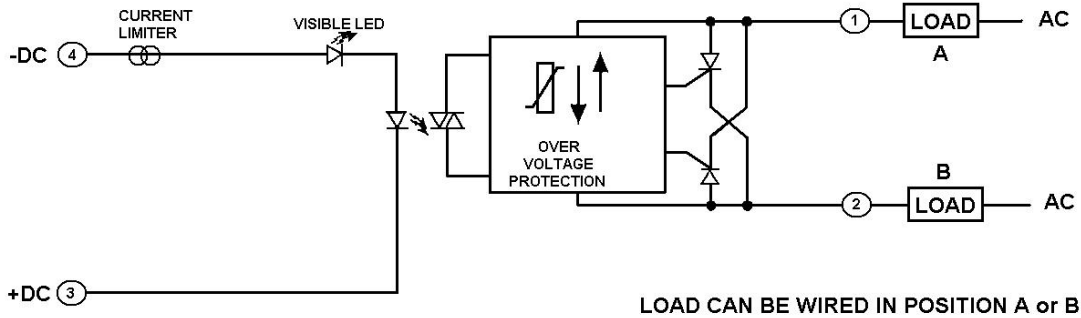 CURRENT
LIMITER
VISIBLE LED
-DC 4
1 LOAD AC
A
OVER
VOLTAGE
PROTECTION
B
2 LOAD AC
+DC 3
LOAD CAN BE WIRED IN POSITION A or B